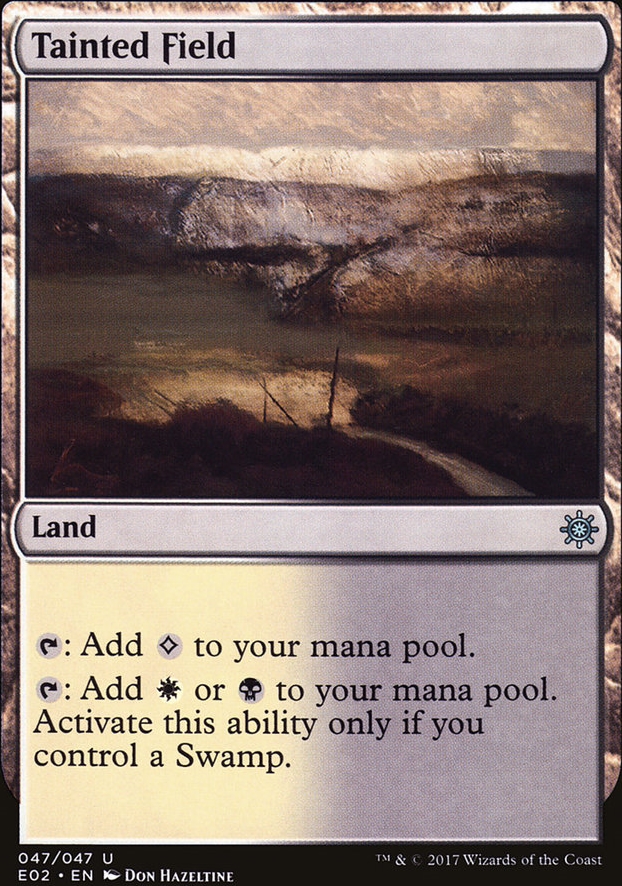 Tainted Field
Land
: Add to your mana pool.
: Add or to your mana pool.
Activate this ability only if you
control a Swamp.
047/047 U
E02 • EN Don Hazeltine
™ & © 2017 Wizards of the Coast